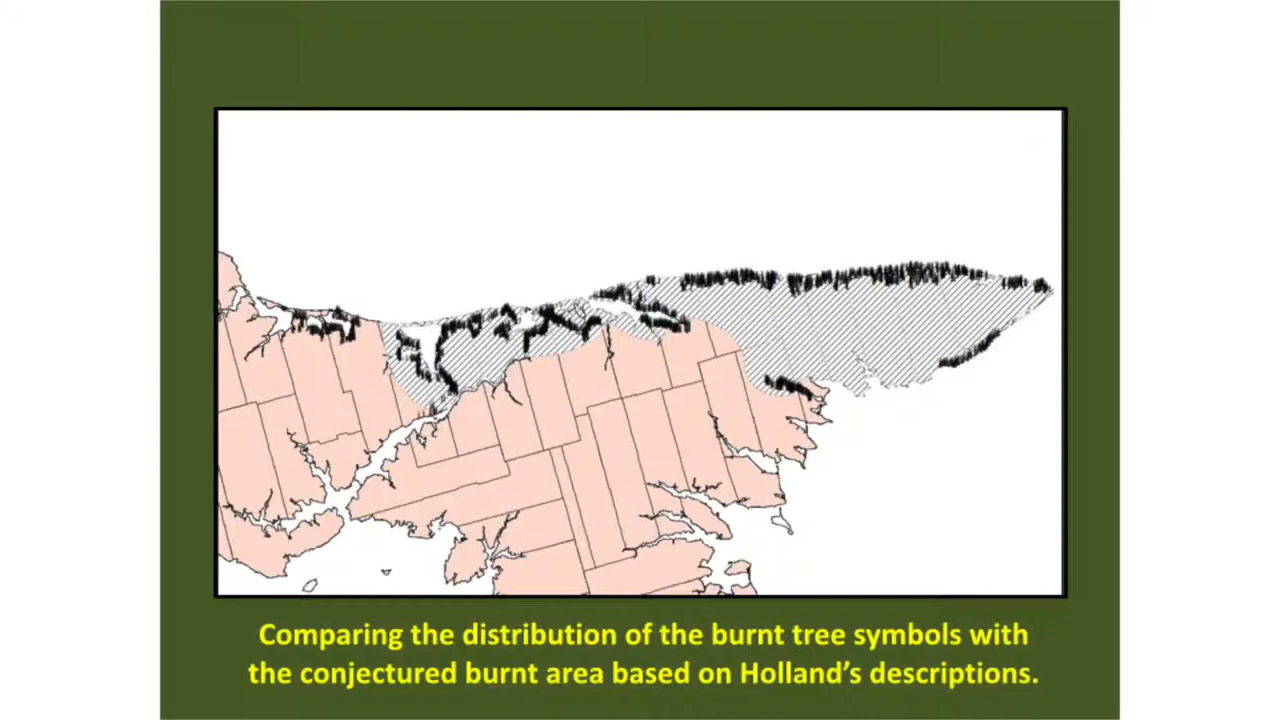 Comparing the distribution of the burnt tree symbols with
the conjectured burnt area based on Holland’s descriptions.